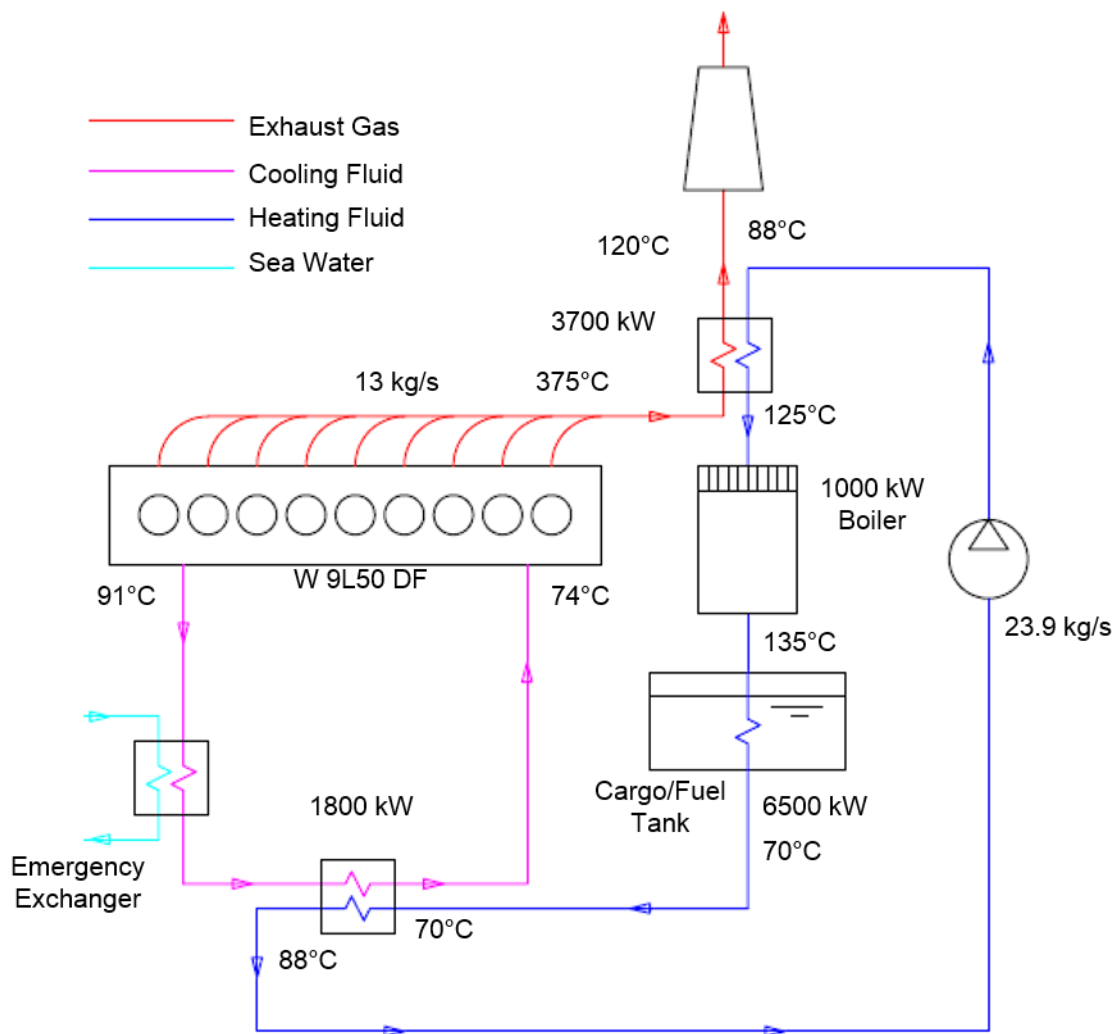 Exhaust Gas
Cooling Fluid
Heating Fluid
Sea Water
120°C
88°C
3700 kW
13 kg/s
375°C
125°C
1000 kW
Boiler
W 9L50 DF
91°C
74°C
23.9 kg/s
135°C
Cargo/Fuel
Tank
6500 kW
70°C
1800 kW
Emergency
Exchanger
70°C
88°C